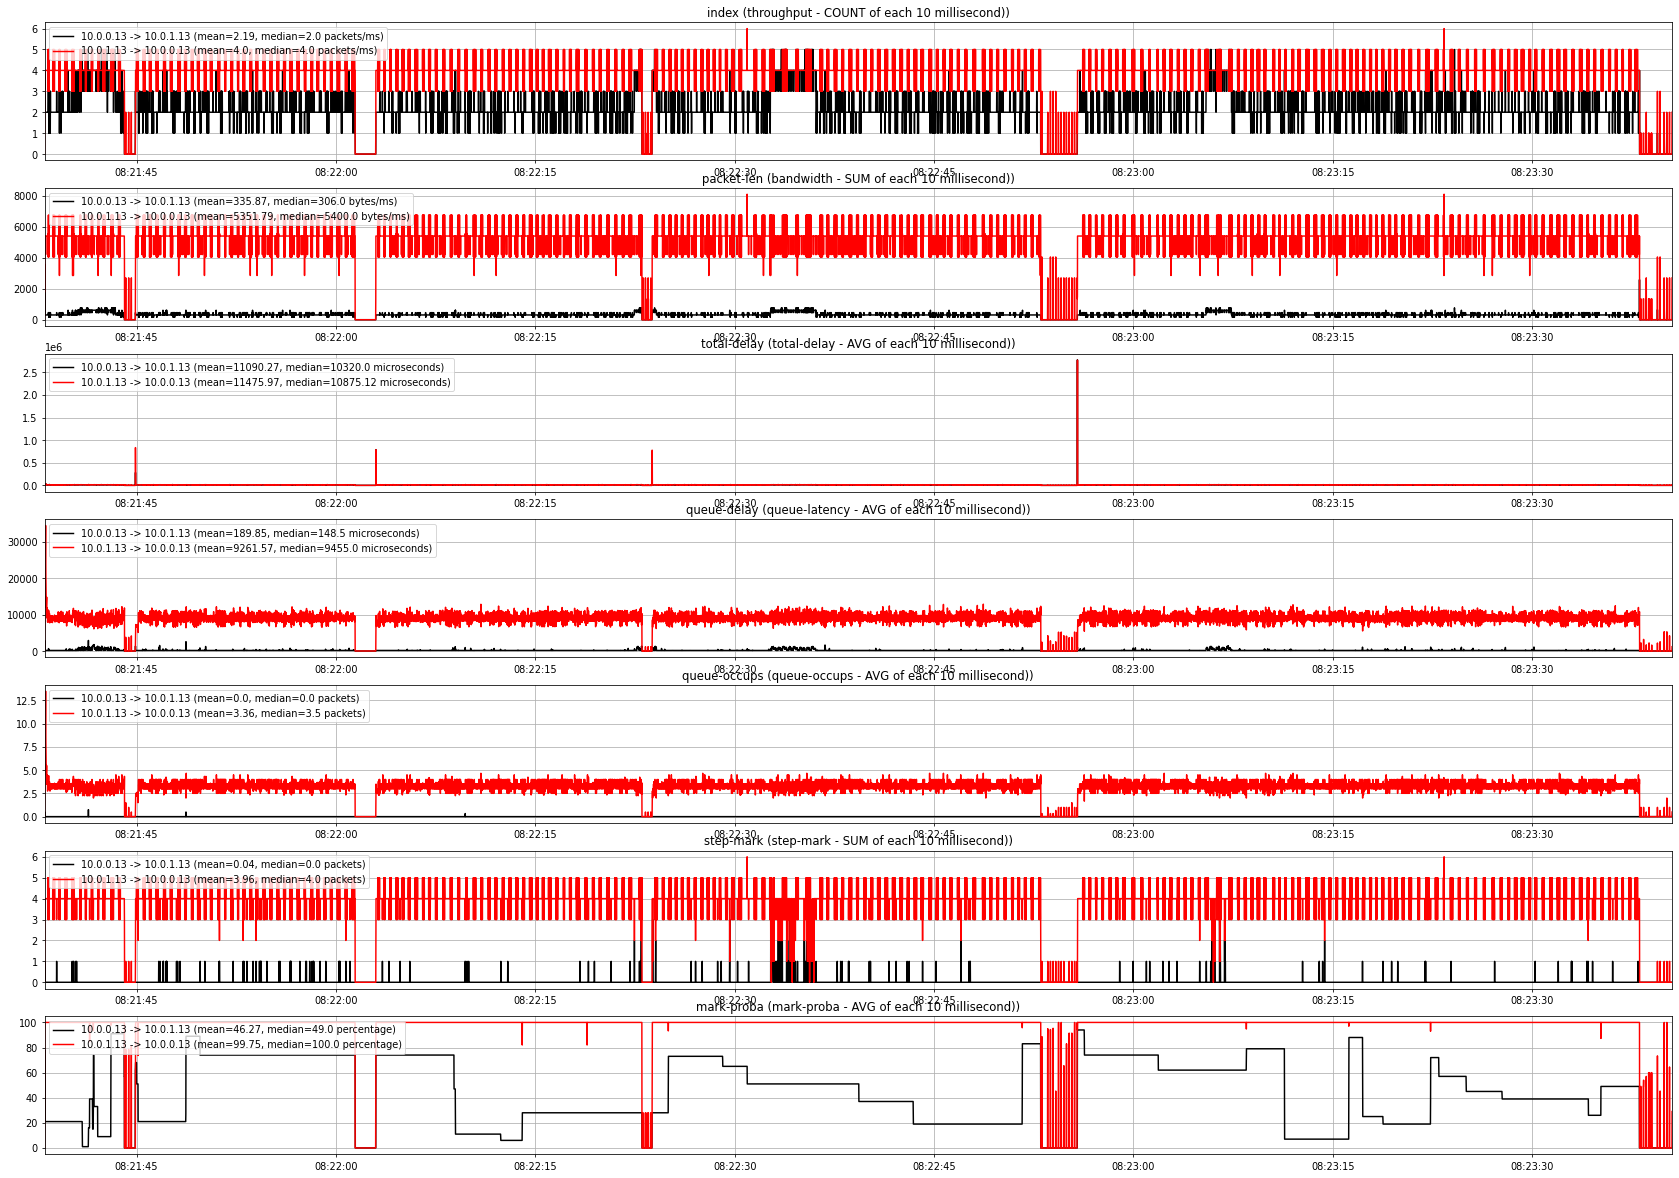 index (throughput - COUNT of each 10 millisecond))
10.0.0.13 -> 10.0.1.13 (mean=2.19, median=2.0 packets/ms)
10.0.1.13 -> 10.0.0.13 (mean=4.0, median=4.0 packets/ms)
6
5
4
3
2
1
0
08:21:45 08:22:00 08:22:15 08:22:30 08:22:45 08:23:00 08:23:15 08:23:30
packet-len (bandwidth - SUM of each 10 millisecond))
10.0.0.13 -> 10.0.1.13 (mean=335.87, median=306.0 bytes/ms)
10.0.1.13 -> 10.0.0.13 (mean=5351.79, median=5400.0 bytes/ms)
8000
6000
4000
2000
0
08:21:45 08:22:00 08:22:15 08:22:30 08:22:45 08:23:00 08:23:15 08:23:30
total-delay (total-delay - AVG of each 10 millisecond))
1e6
10.0.0.13 -> 10.0.1.13 (mean=11090.27, median=10320.0 microseconds)
10.0.1.13 -> 10.0.0.13 (mean=11475.97, median=10875.12 microseconds)
2.5
2.0
1.5
1.0
0.5
0.0
08:21:45 08:22:00 08:22:15 08:22:30 08:22:45 08:23:00 08:23:15 08:23:30
queue-delay (queue-latency - AVG of each 10 millisecond))
10.0.0.13 -> 10.0.1.13 (mean=189.85, median=148.5 microseconds)
10.0.1.13 -> 10.0.0.13 (mean=9261.57, median=9455.0 microseconds)
30000
20000
10000
0
08:21:45 08:22:00 08:22:15 08:22:30 08:22:45 08:23:00 08:23:15 08:23:30
queue-occups (queue-occups - AVG of each 10 millisecond))
10.0.0.13 -> 10.0.1.13 (mean=0.0, median=0.0 packets)
10.0.1.13 -> 10.0.0.13 (mean=3.36, median=3.5 packets)
12.5
10.0
7.5
5.0
2.5
0.0
08:21:45 08:22:00 08:22:15 08:22:30 08:22:45 08:23:00 08:23:15 08:23:30
step-mark (step-mark - SUM of each 10 millisecond))
10.0.0.13 -> 10.0.1.13 (mean=0.04, median=0.0 packets)
10.0.1.13 -> 10.0.0.13 (mean=3.96, median=4.0 packets)
6
5
4
3
2
1
0
08:21:45 08:22:00 08:22:15 08:22:30 08:22:45 08:23:00 08:23:15 08:23:30
mark-proba (mark-proba - AVG of each 10 millisecond))
10.0.0.13 -> 10.0.1.13 (mean=46.27, median=49.0 percentage)
10.0.1.13 -> 10.0.0.13 (mean=99.75, median=100.0 percentage)
100
80
60
40
20
0
08:21:45 08:22:00 08:22:15 08:22:30 08:22:45 08:23:00 08:23:15 08:23:30